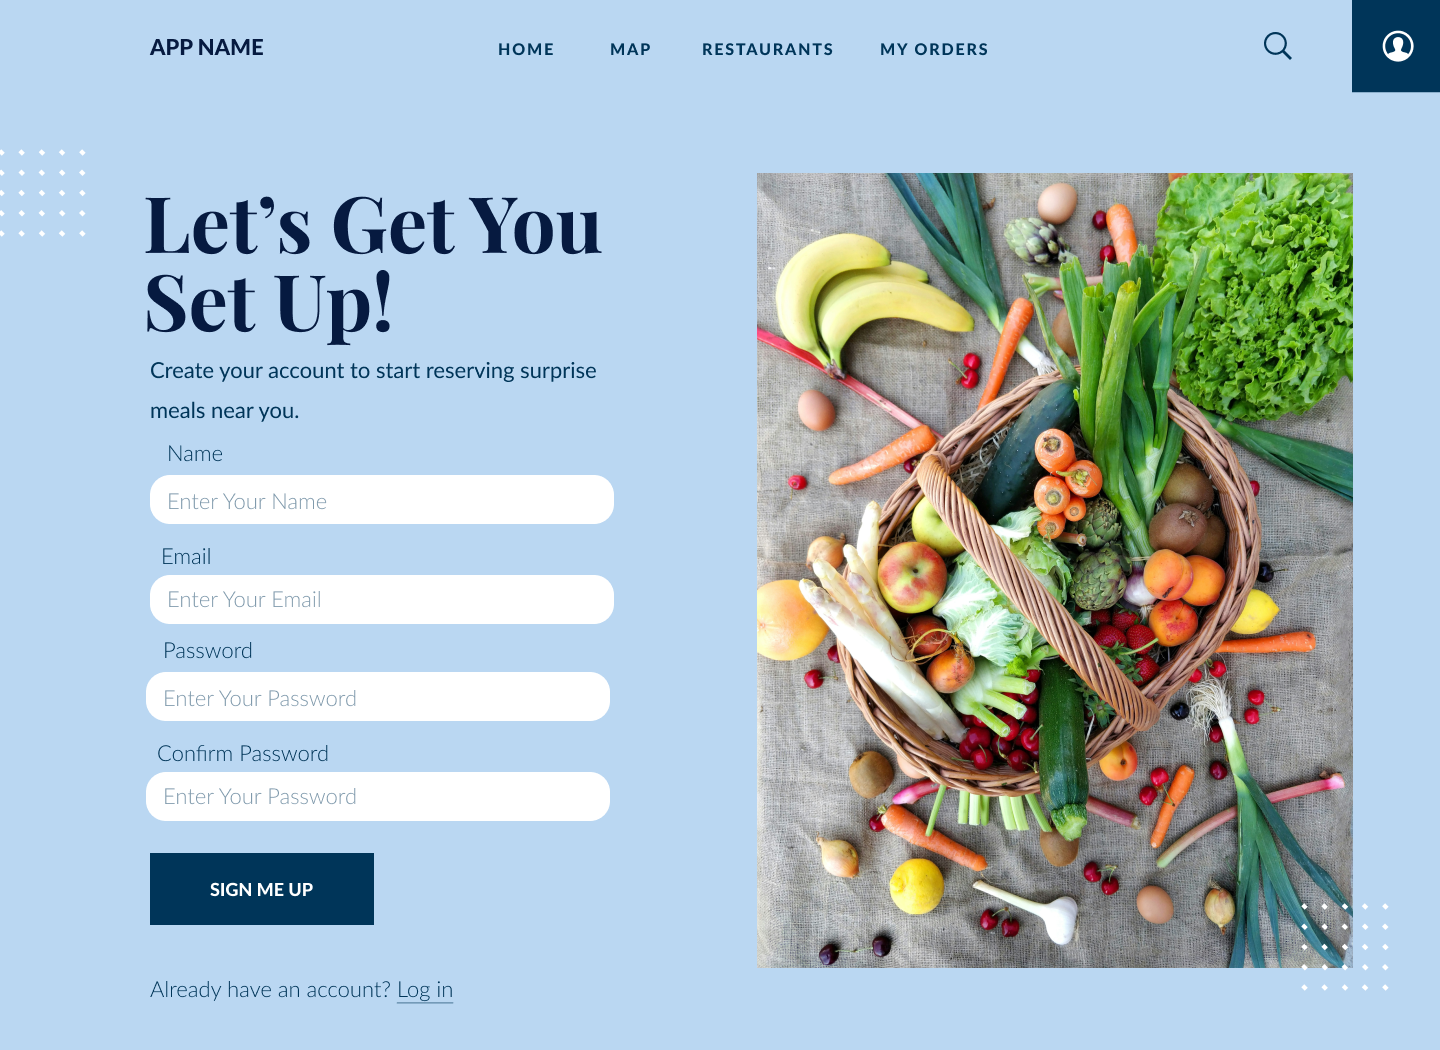 APP NAME
HOME
MAP
RESTAURANTS
MY ORDERS
Let’s Get You
Set Up!
Create your account to start reserving surprise
meals near you.
Name
Enter Your Name
Email
Enter Your Email
Password
Enter Your Password
Confirm Password
Enter Your Password
SIGN ME UP
Already have an account? Log in